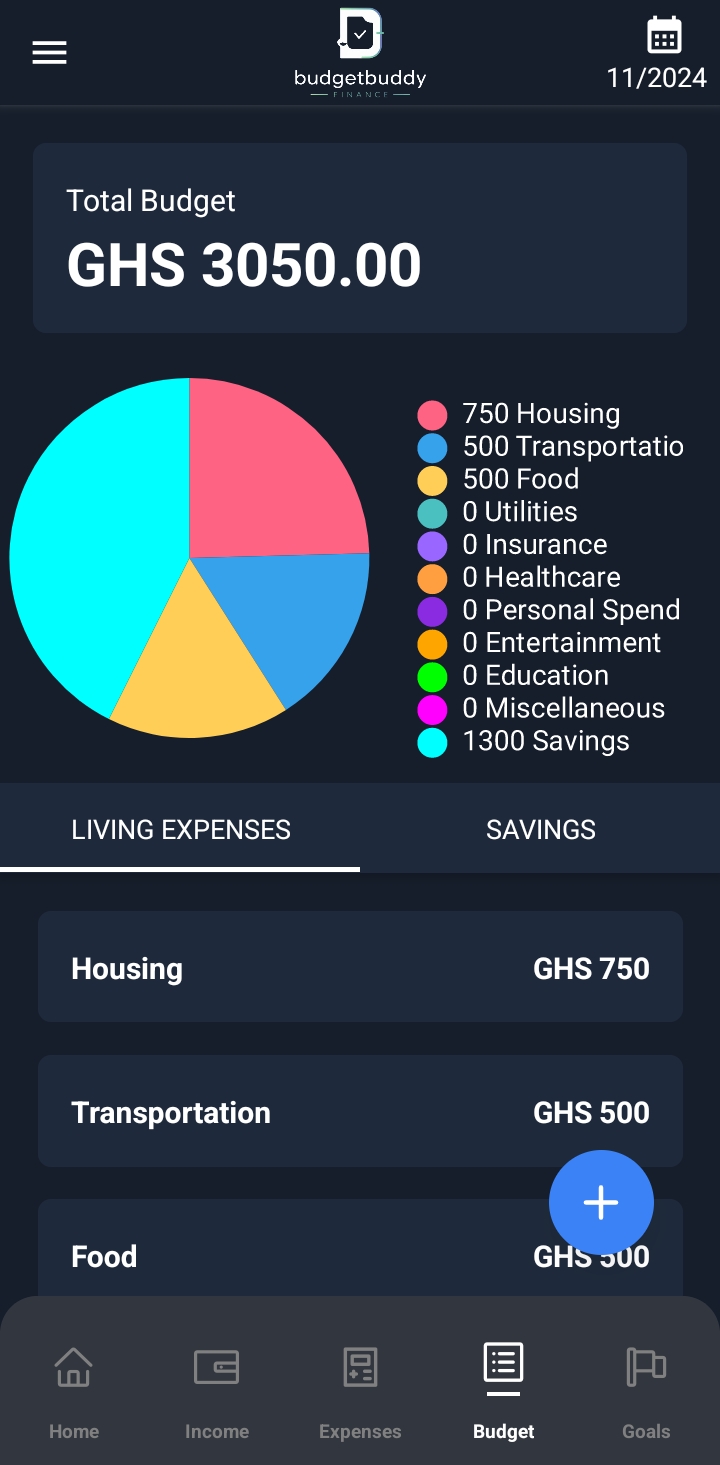 budgetbuddy
FINANCE
11/2024
Total Budget
GHS 3050.00
750 Housing
500 Transportatio
500 Food
0 Utilities
0 Insurance
0 Healthcare
0 Personal Spend
0 Entertainment
0 Education
0 Miscellaneous
1300 Savings
LIVING EXPENSES
SAVINGS
Housing GHS 750
Transportation GHS 500
Food GHS 500
Home Income Expenses Budget Goals